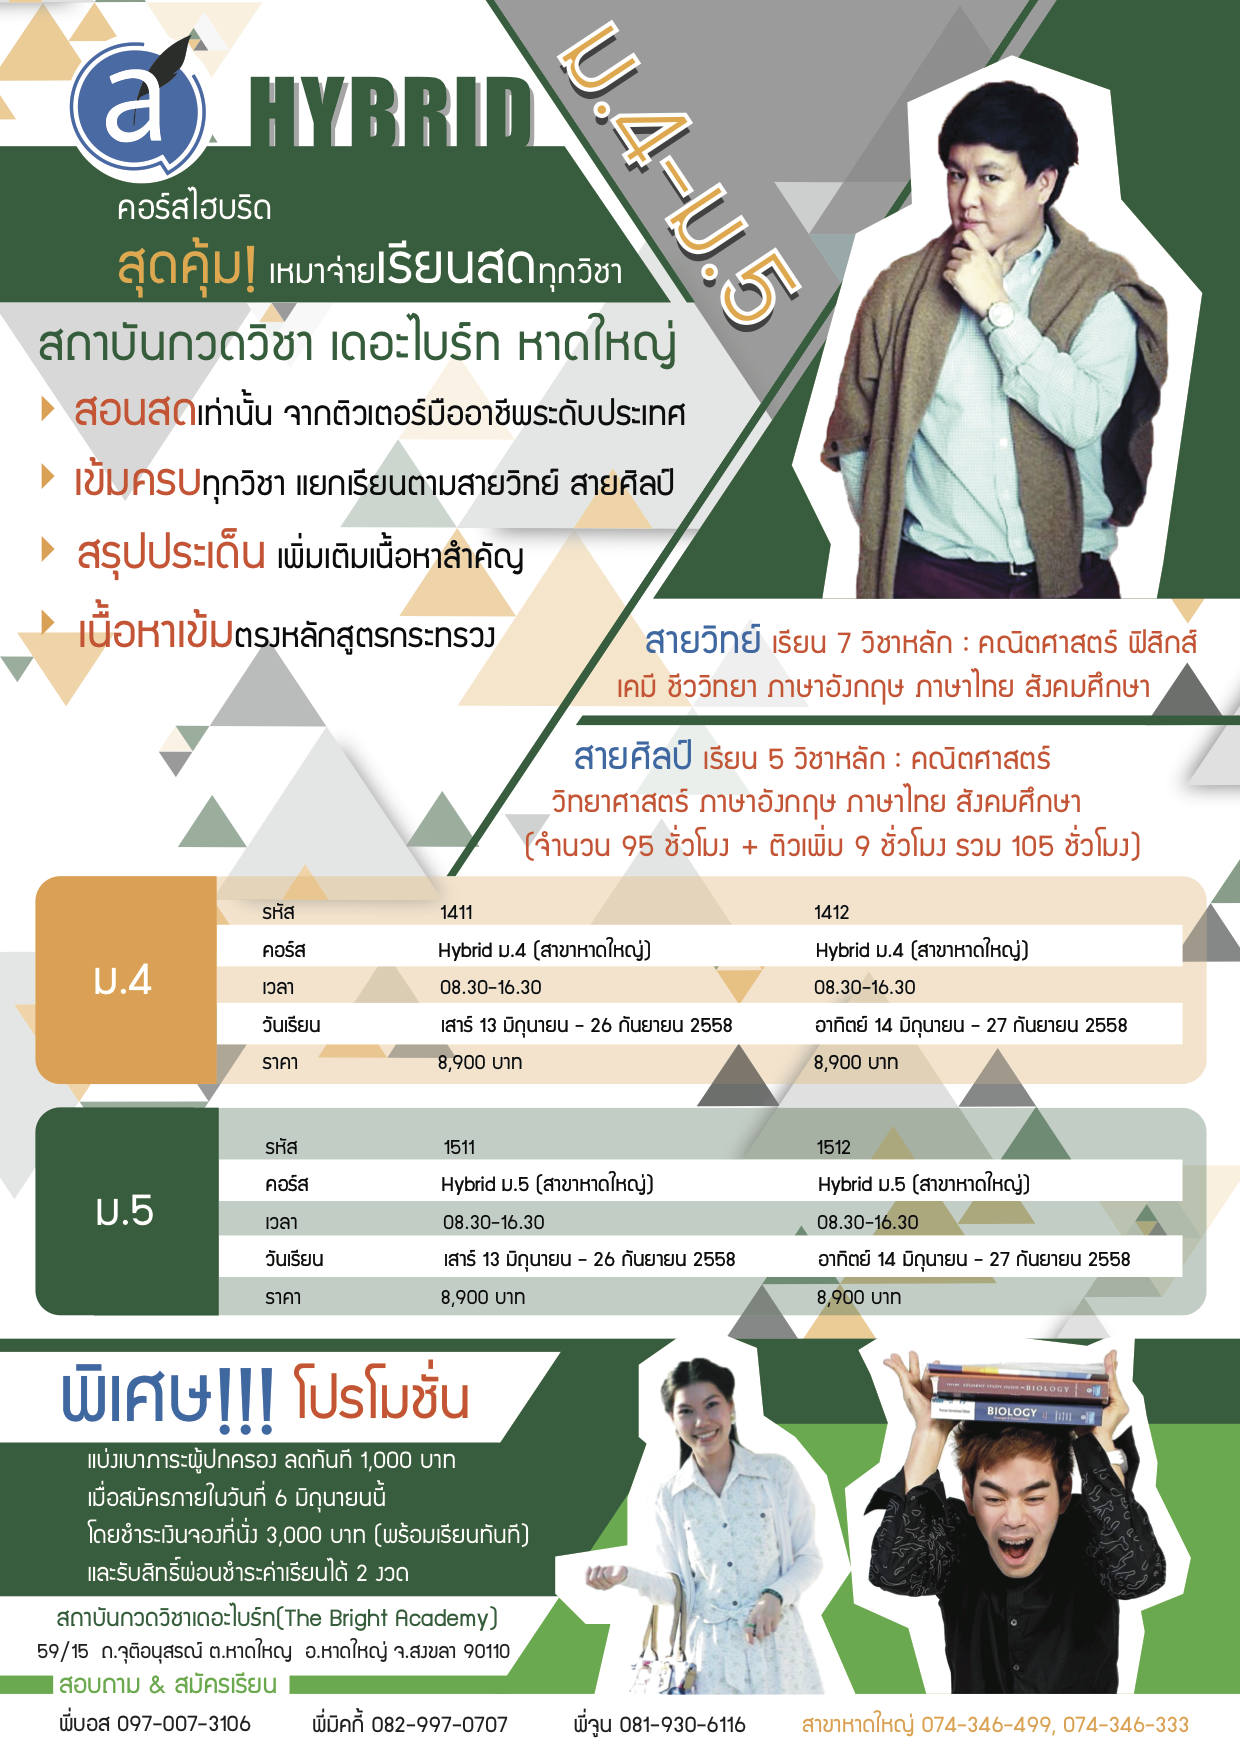 a
HYBRID
ม.4-ม.5
คอร์สไฮบริด
สุดคุ้ม! เหมาจ่ายเรียนสดทุกวิชา
สถาบันกวดวิชา เดอะไบร์ท หาดใหญ่
สอนสดเท่านั้น จากติวเตอร์มืออาชีพระดับประเทศ
เข้มครบทุกวิชา แยกเรียนตามสายวิทย์ สายศิลป์
สรุปประเด็น เพิ่มเติมเนื้อหาสำคัญ
เนื้อหาเข้มตรงหลักสูตรกระทรวง
สายวิทย์ เรียน 7 วิชาหลัก : คณิตศาสตร์ ฟิสิกส์
เคมี ชีววิทยา ภาษาอังกฤษ ภาษาไทย สังคมศึกษา
สายศิลป์ เรียน 5 วิชาหลัก : คณิตศาสตร์
วิทยาศาสตร์ ภาษาอังกฤษ ภาษาไทย สังคมศึกษา
(จำนวน 95 ชั่วโมง + ติวเพิ่ม 9 ชั่วโมง รวม 105 ชั่วโมง)
ม.4
รหัส 1411 1412
คอร์ส Hybrid ม.4 (สาขาหาดใหญ่) Hybrid ม.4 (สาขาหาดใหญ่)
เวลา 08.30-16.30 08.30-16.30
วันเรียน เสาร์ 13 มิถุนายน - 26 กันยายน 2558 อาทิตย์ 14 มิถุนายน - 27 กันยายน 2558
ราคา 8,900 บาท 8,900 บาท
ม.5
รหัส 1511 1512
คอร์ส Hybrid ม.5 (สาขาหาดใหญ่) Hybrid ม.5 (สาขาหาดใหญ่)
เวลา 08.30-16.30 08.30-16.30
วันเรียน เสาร์ 13 มิถุนายน - 26 กันยายน 2558 อาทิตย์ 14 มิถุนายน - 27 กันยายน 2558
ราคา 8,900 บาท 8,900 บาท
พิเศษ!!! โปรโมชั่น
แบ่งเบาภาระผู้ปกครอง ลดทันที 1,000 บาท
เมื่อสมัครภายในวันที่ 6 มิถุนายนนี้
โดยชำระเงินจองที่นั่ง 3,000 บาท (พร้อมเรียนทันที)
และรับสิทธิ์ผ่อนชำระค่าเรียนได้ 2 งวด
BIOLOGY
BIOLOGY
สถาบันกวดวิชาเดอะไบร์ท(The Bright Academy)
59/15 ถ.จุติอนุสรณ์ ต.หาดใหญ อ.หาดใหญ่ จ.สงขลา 90110
สอบถาม & สมัครเรียน
พี่บอส 097-007-3106 พี่มิคกี้ 082-997-0707 พี่จูน 081-930-6116 สาขาหาดใหญ่ 074-346-499, 074-346-333